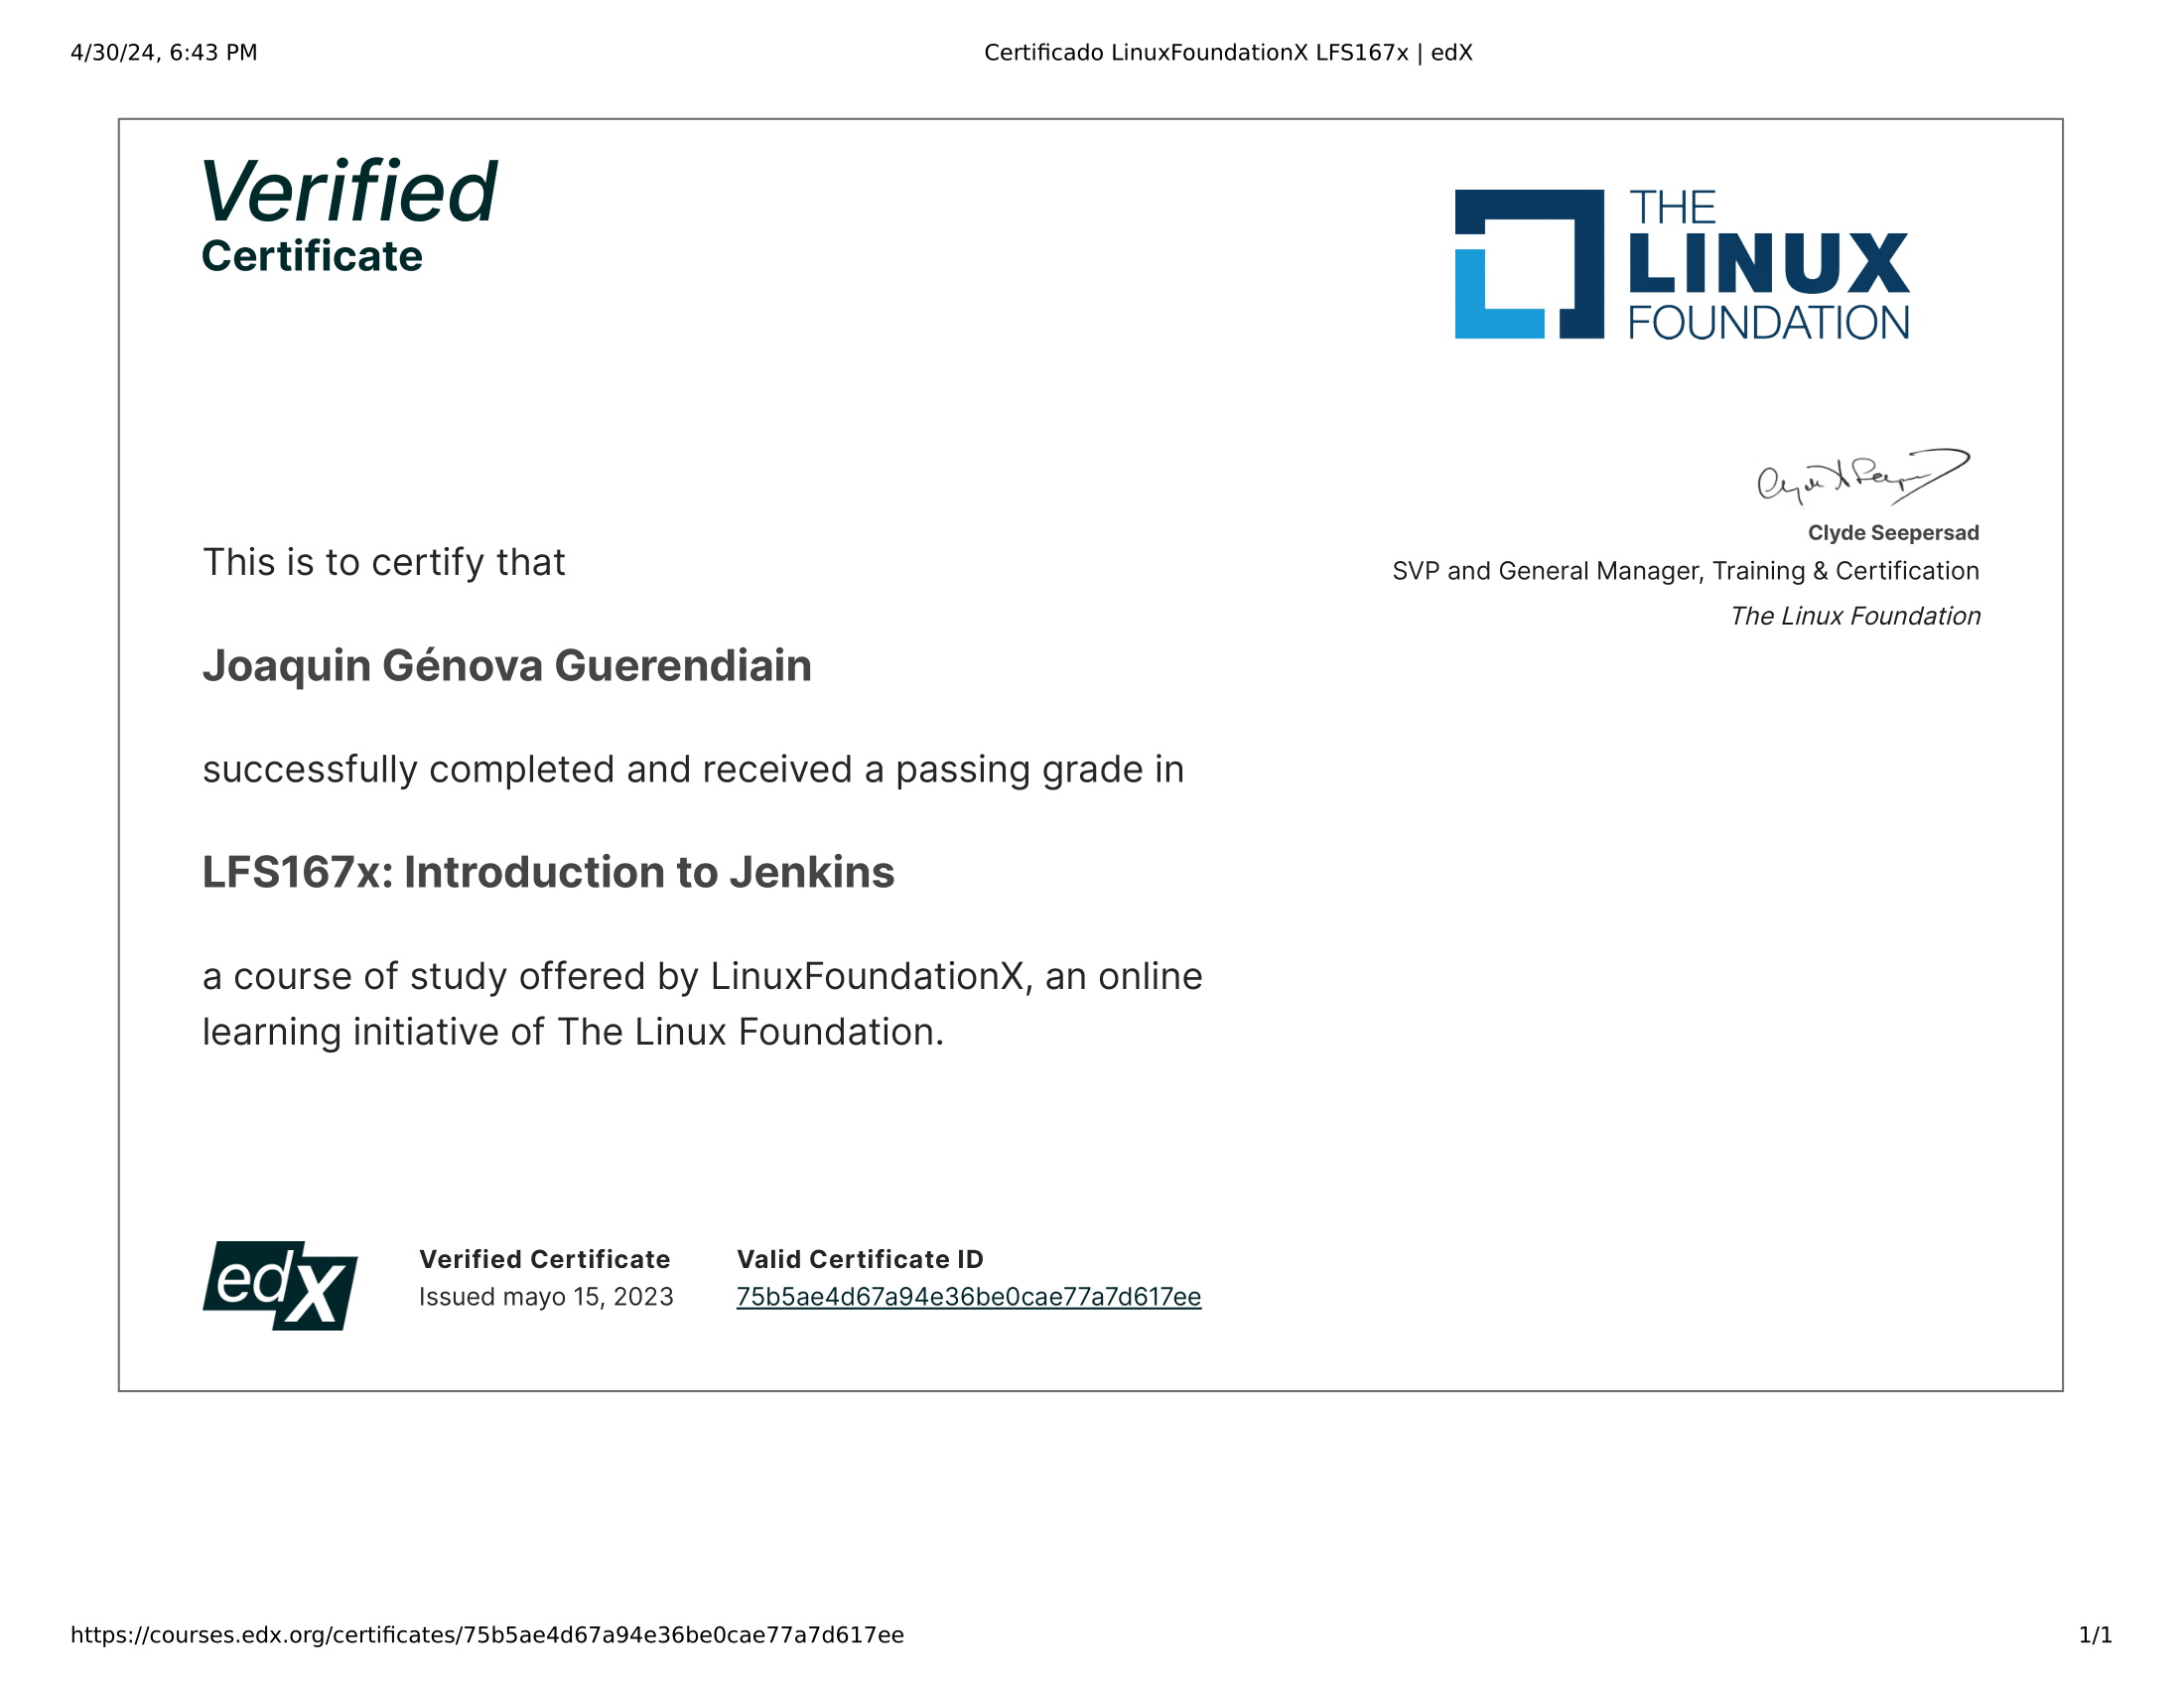 4/30/24, 6:43 PM
Certificado LinuxFoundationX LFS167x | edX
Verified
Certificate
THE
LINUX
FOUNDATION
Clyde Seepersad
SVP and General Manager, Training & Certification
The Linux Foundation
This is to certify that
Joaquin Génova Guerendiain
successfully completed and received a passing grade in
LFS167x: Introduction to Jenkins
a course of study offered by LinuxFoundationX, an online
learning initiative of The Linux Foundation.
edX
Verified Certificate
Issued mayo 15, 2023
Valid Certificate ID
75b5ae4d67a94e36be0cae77a7d617ee
https://courses.edx.org/certificates/75b5ae4d67a94e36be0cae77a7d617ee
1/1